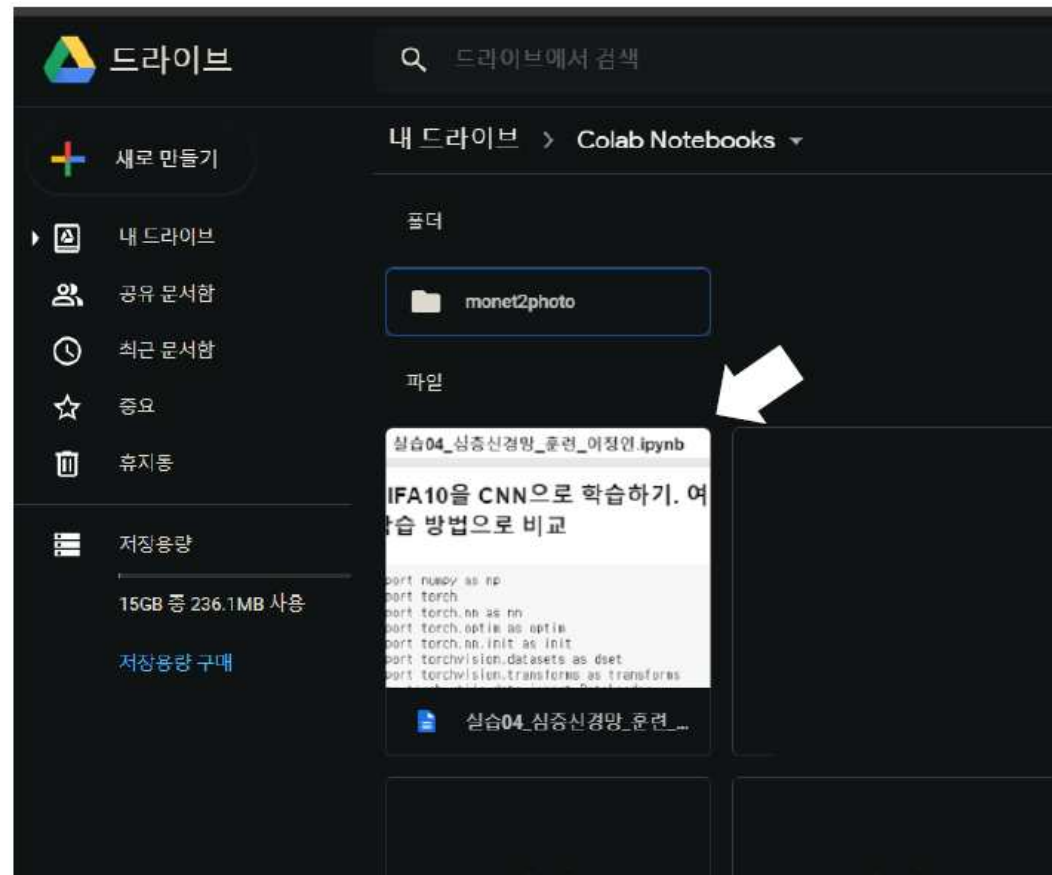 드라이브
드라이브에서 검색
새로 만들기
내 드라이브
공유 문서함
최근 문서함
중요
휴지통
저장용량
15GB 중 236.1MB 사용
저장용량 구매
내 드라이브 > Colab Notebooks
폴더
monet2photo
파일
실습04_심층신경망_훈련_이정인.ipynb
IFA10을 CNN으로 학습하기. 여
습 방법으로 비교
port numpy as np
port torch
port torch.nn as nn
port torch.optim as optim
port torch.nn.init as init
port torchvision.datasets as dset
port torchvision.transforms as transforms
실습04_심층신경망_훈련_...